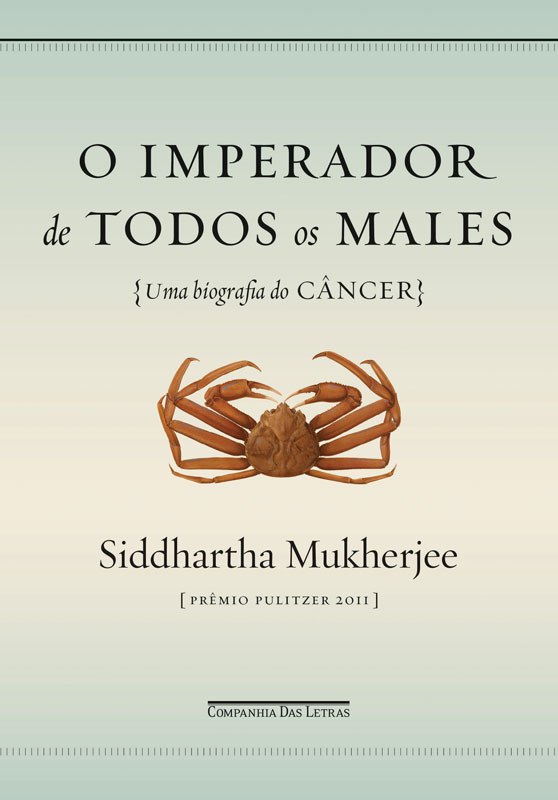 O IMPERADOR
de TODOS os MALES
{Uma biografia do CÂNCER}
Siddhartha Mukherjee
[PRÊMIO PULITZER 2011]
COMPANHIA DAS LETRAS